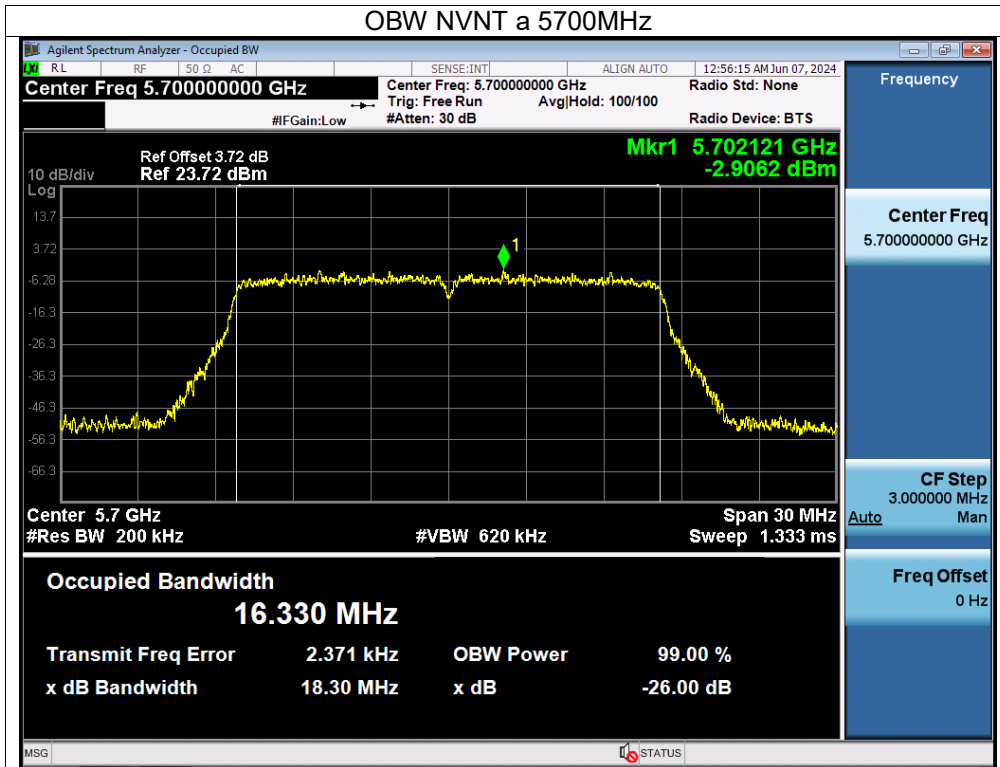 OBW NVNT a 5700MHz
Agilent Spectrum Analyzer - Occupied BW
LXI RL RF 50 Ω AC SENSE:INT ALIGN AUTO 12:56:15 AM Jun 07, 2024
Center Freq 5.700000000 GHz
Center Freq: 5.700000000 GHz
Radio Std: None
Trig: Free Run Avg|Hold: 100/100
#IFGain:Low
#Atten: 30 dB
Radio Device: BTS
Frequency
Mkr1 5.702121 GHz
-2.9062 dBm
Ref Offset 3.72 dB
10 dB/div Ref 23.72 dBm
Log
13.7
3.72
-6.28
-16.3
-26.3
-36.3
-46.3
-56.3
-66.3
1
Center 5.7 GHz Span 30 MHz
#Res BW 200 kHz #VBW 620 kHz Sweep 1.333 ms
Center Freq
5.700000000 GHz
CF Step
3.000000 MHz
Auto Man
Freq Offset
0 Hz
Occupied Bandwidth
16.330 MHz
Transmit Freq Error 2.371 kHz OBW Power 99.00 %
x dB Bandwidth 18.30 MHz x dB -26.00 dB
MSG STATUS